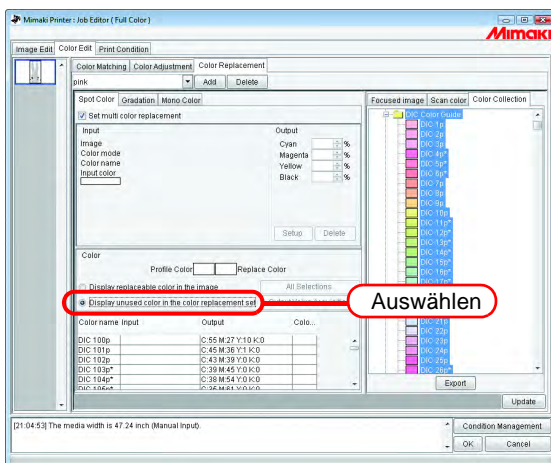 Mimaki Printer : Job Editor ( Full Color )
Mimaki
Image Edit Color Edit Print Condition
Color Matching Color Adjustment Color Replacement
pink Add Delete
Spot Color Gradation Mono Color
Set multi color replacement
Input Output
Image
Color mode
Color name
Input color
Cyan %
Magenta %
Yellow %
Black %
Setup Delete
Color
Profile Color Replace Color
Display replaceable color in the image All Selections
Display unused color in the color replacement set
Auswählen
Color name Input Output Colo...
DIC 100p C:55 M:27 Y:10 K:0
DIC 101p C:45 M:36 Y:1 K:0
DIC 102p C:43 M:39 Y:0 K:0
DIC 103p* C:39 M:45 Y:0 K:0
DIC 104p* C:38 M:54 Y:0 K:0
Focused image Scan color Color Collection
DIC Color Guide
DIC 1p
DIC 2p
DIC 3p
DIC 4p*
DIC 5p*
DIC 6p*
DIC 7p
DIC 8p
DIC 9p
DIC 10p
DIC 11p*
DIC 12p*
DIC 13p*
DIC 14p*
DIC 15p*
DIC 16p*
DIC 22p
DIC 23p
DIC 24p
DIC 25p
DIC 26p*
Export
Update
[21:04:53] The media width is 47.24 inch (Manual Input).
Condition Management
OK Cancel